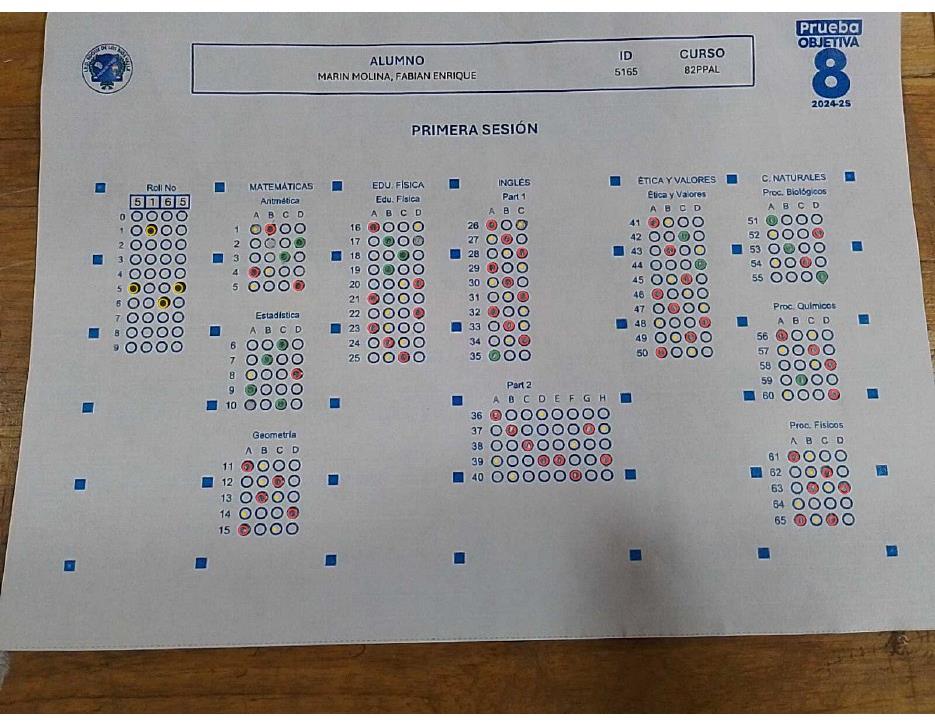 Prueba
OBJETIVA
8
2024-25
ALUMNO
MARIN MOLINA, FABIAN ENRIQUE
ID
5165
CURSO
82PPAL
PRIMERA SESIÓN
Roll No
5 1 6 5
0
1
2
3
4
5
6
7
8
9
MATEMÁTICAS
Aritmética
A B C D
1
2
3
4
5
Estadística
A B C D
6
7
8
9
10
Geometría
A B C D
11
12
13
14
15
EDU. FÍSICA
Edu. Física
A B C D
16
17
18
19
20
21
22
23
24
25
INGLÉS
Part 1
A B C
26
27
28
29
30
31
32
33
34
35
Part 2
A B C D E F G H
36
37
38
39
40
ÉTICA Y VALORES
Ética y Valores
A B C D
41
42
43
44
45
46
47
48
49
50
C. NATURALES
Proc. Biológicos
A B C D
51
52
53
54
55
Proc. Químicos
A B C D
56
57
58
59
60
Proc. Físicos
A B C D
61
62
63
64
65